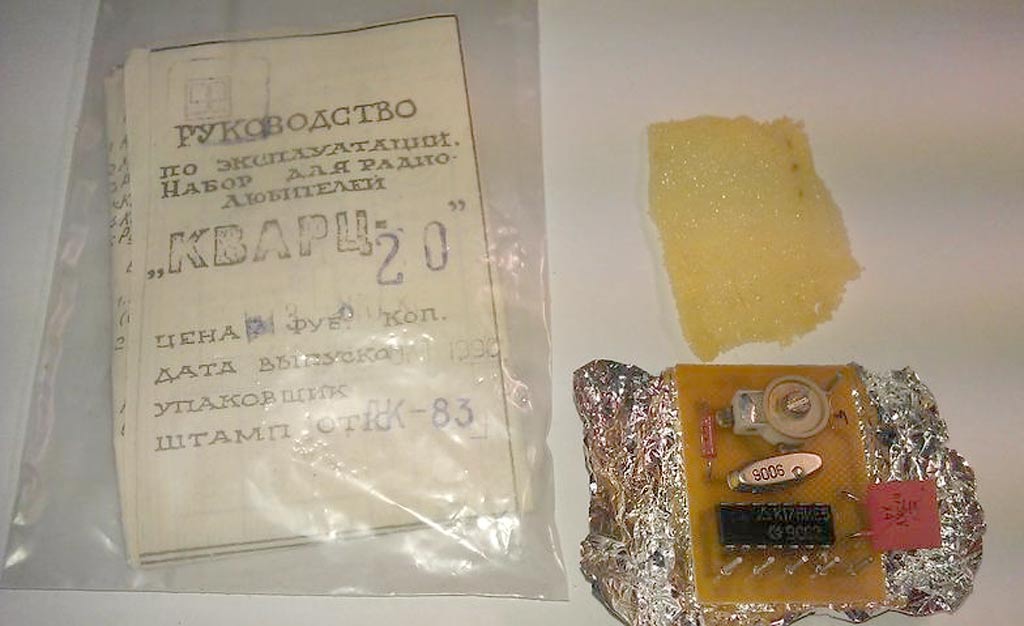 РУКОВОДСТВО
ПО ЭКСПЛУАТАЦИИ.
НАБОР ДЛЯ РАДИО-
ЛЮБИТЕЛЕЙ
„КВАРЦ-20”
ЦЕНА РУБ. КОП.
ДАТА ВЫПУСКА 1990
УПАКОВЩИК
ШТАМП ОТК ОТК-83
9006